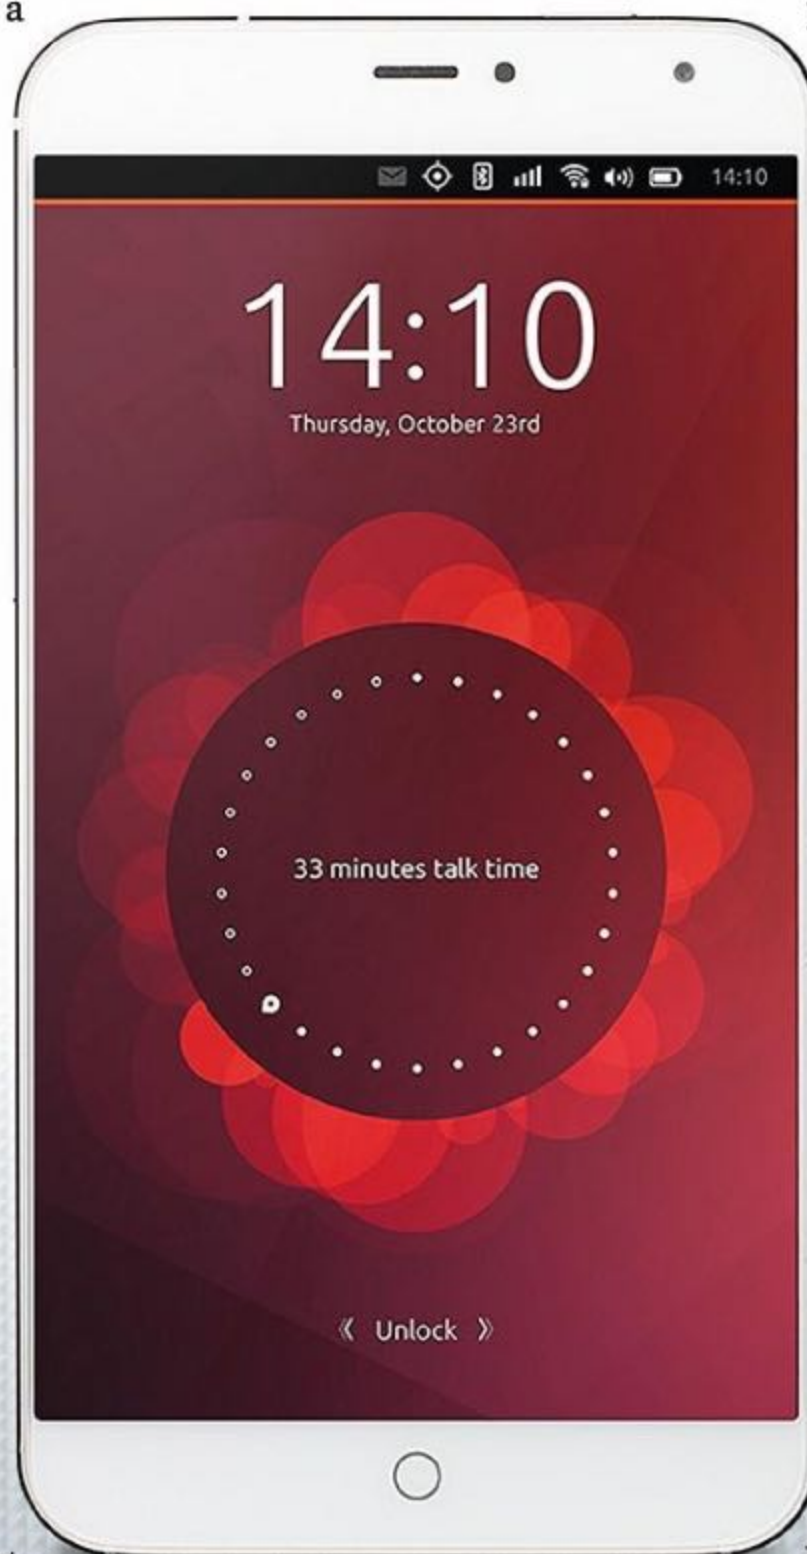 a
14:10
14:10
Thursday, October 23rd
33 minutes talk time
《 Unlock 》